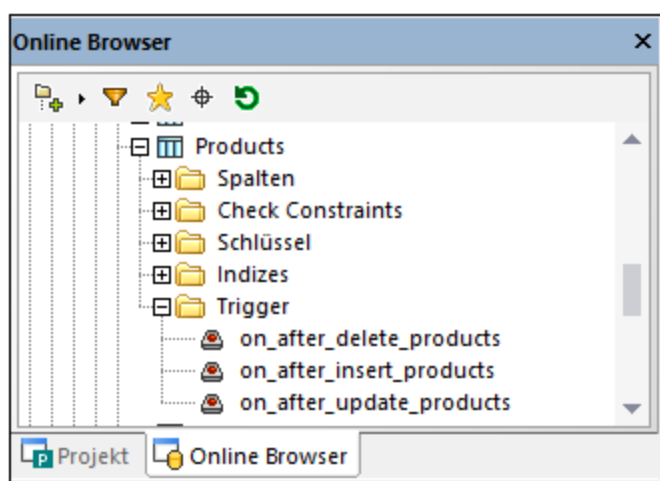 Online Browser
Products
Spalten
Check Constraints
Schlüssel
Indizes
Trigger
on_after_delete_products
on_after_insert_products
on_after_update_products
Projekt
Online Browser